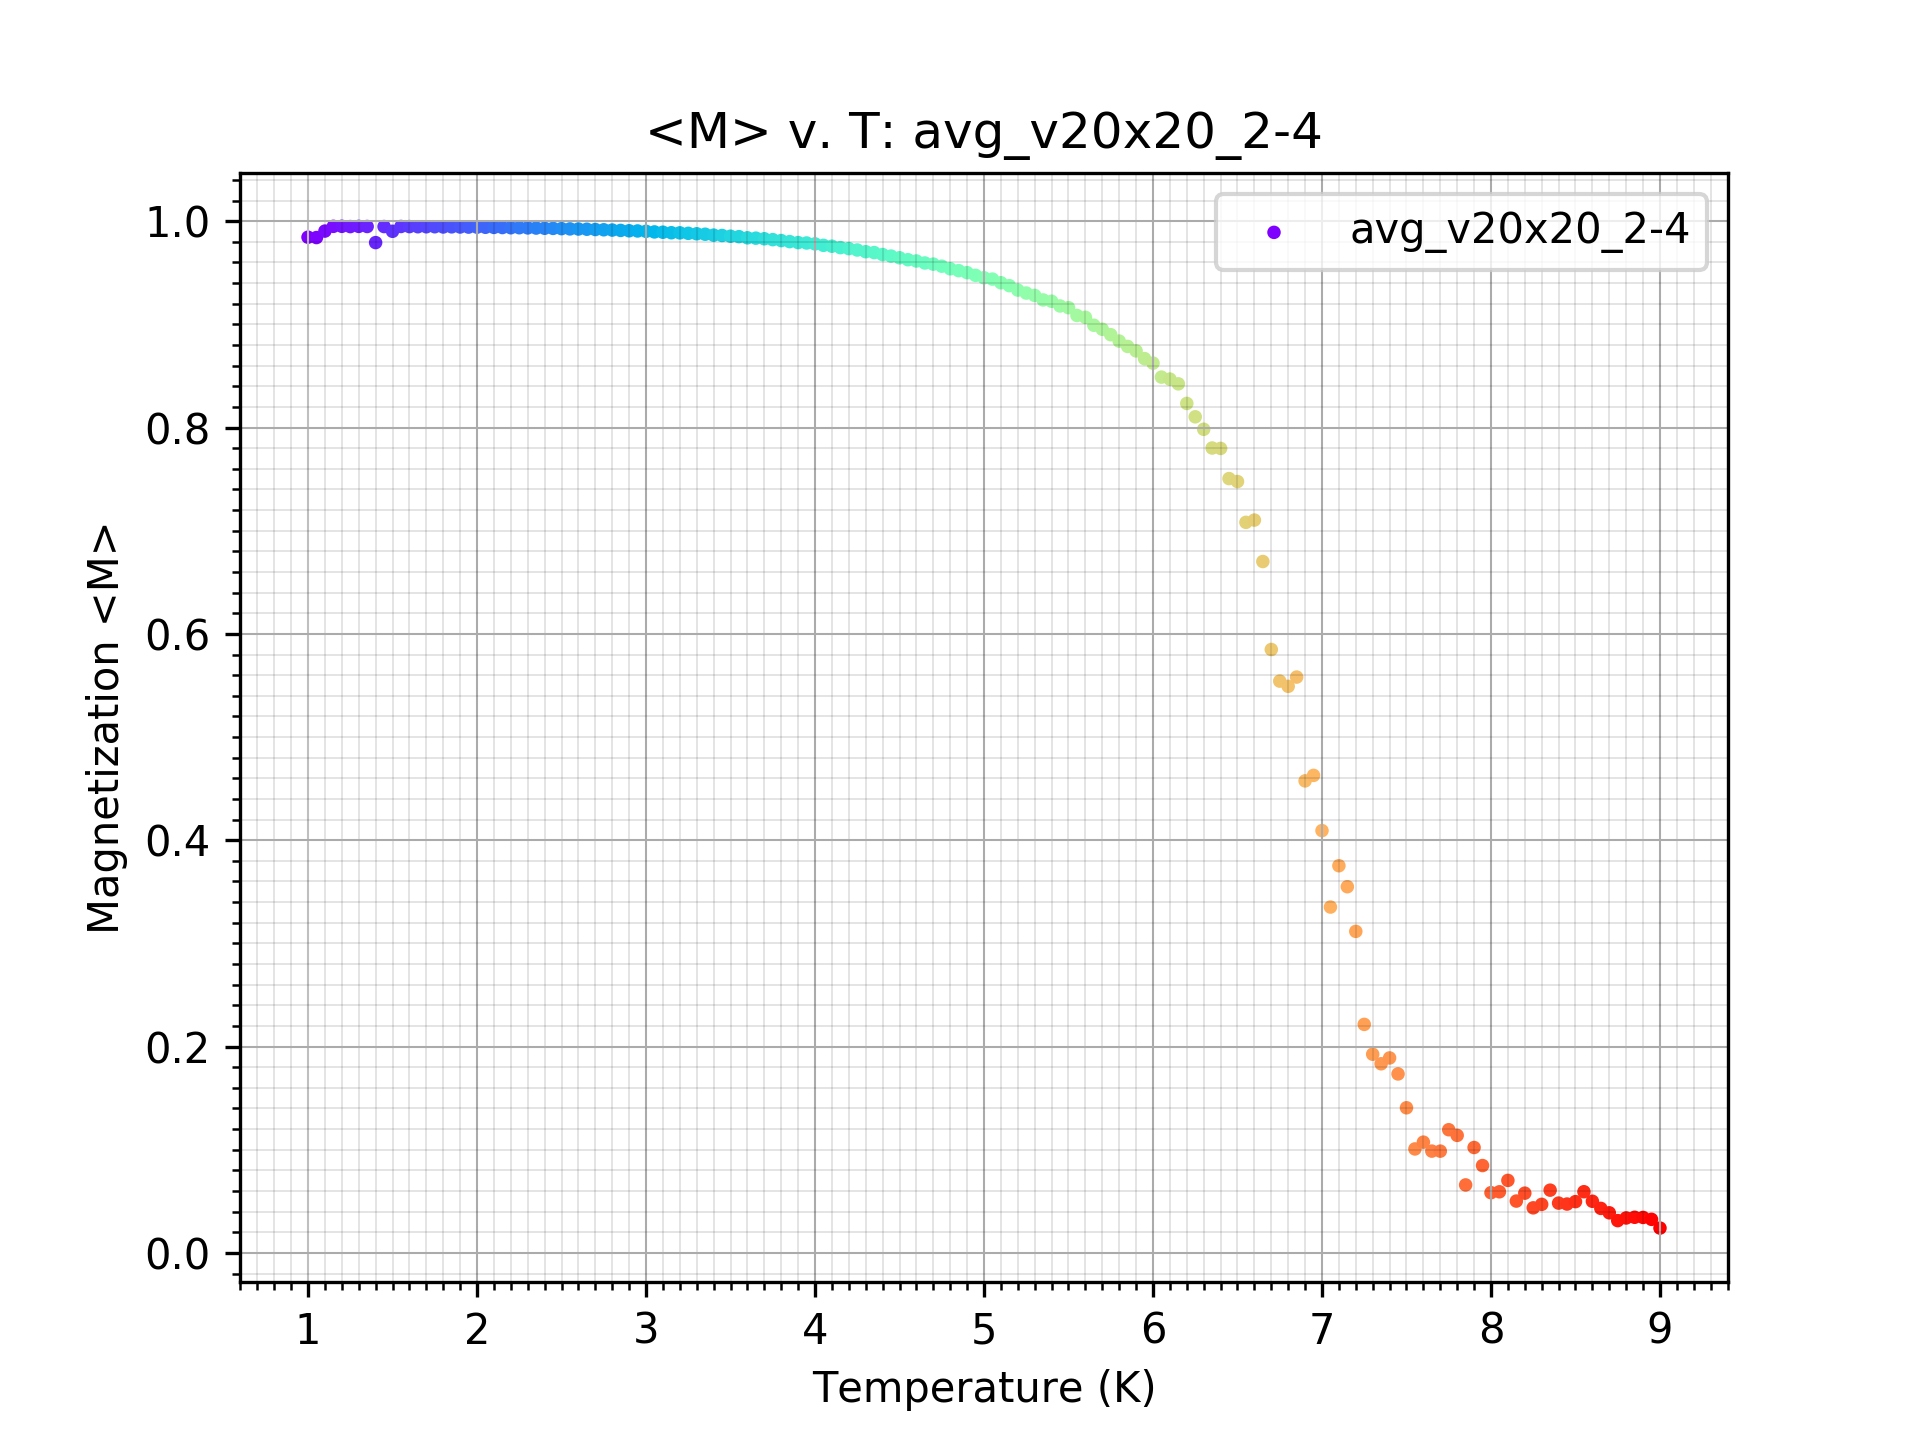 <M> v. T: avg_v20x20_2-4
avg_v20x20_2-4
1.0
0.8
0.6
0.4
0.2
0.0
Magnetization <M>
1 2 3 4 5 6 7 8 9
Temperature (K)